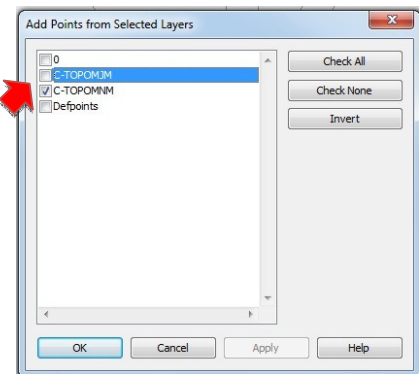 Add Points from Selected Layers
0
C-TOPOMJM
C-TOPOMNM
Defpoints
Check All
Check None
Invert
OK Cancel Apply Help